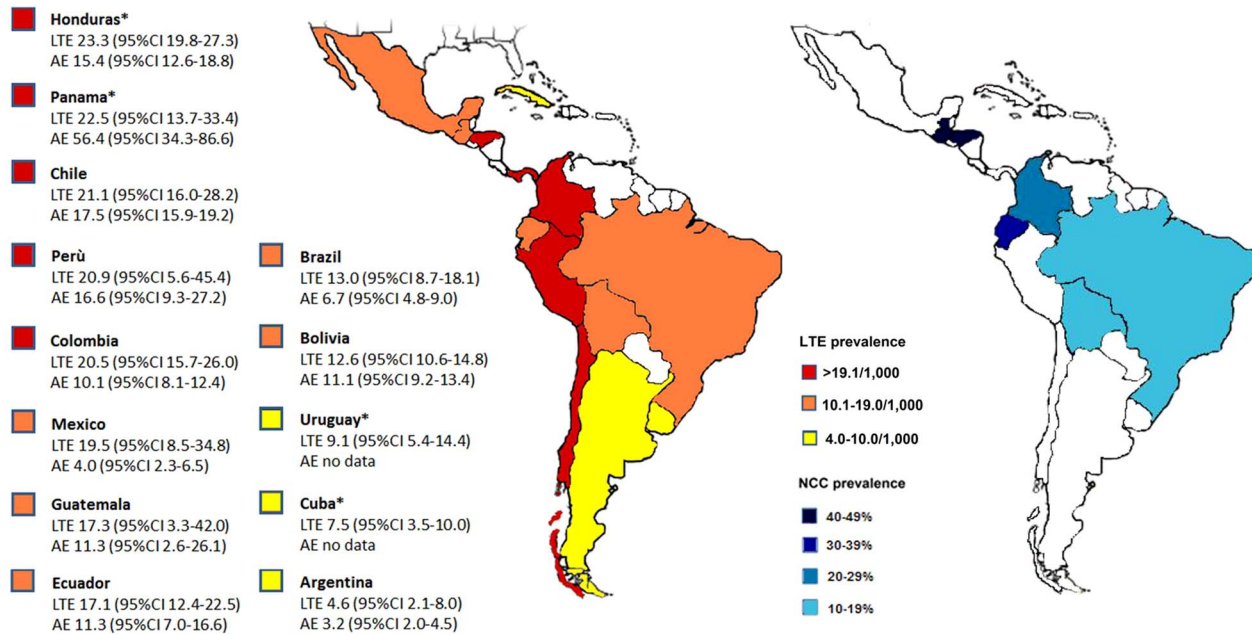 Honduras*
LTE 23.3 (95%CI 19.8-27.3)
AE 15.4 (95%CI 12.6-18.8)
Panama*
LTE 22.5 (95%CI 13.7-33.4)
AE 56.4 (95%CI 34.3-86.6)
Chile
LTE 21.1 (95%CI 16.0-28.2)
AE 17.5 (95%CI 15.9-19.2)
Perù
LTE 20.9 (95%CI 5.6-45.4)
AE 16.6 (95%CI 9.3-27.2)
Colombia
LTE 20.5 (95%CI 15.7-26.0)
AE 10.1 (95%CI 8.1-12.4)
Mexico
LTE 19.5 (95%CI 8.5-34.8)
AE 4.0 (95%CI 2.3-6.5)
Guatemala
LTE 17.3 (95%CI 3.3-42.0)
AE 11.3 (95%CI 2.6-26.1)
Ecuador
LTE 17.1 (95%CI 12.4-22.5)
AE 11.3 (95%CI 7.0-16.6)
Brazil
LTE 13.0 (95%CI 8.7-18.1)
AE 6.7 (95%CI 4.8-9.0)
Bolivia
LTE 12.6 (95%CI 10.6-14.8)
AE 11.1 (95%CI 9.2-13.4)
Uruguay*
LTE 9.1 (95%CI 5.4-14.4)
AE no data
Cuba*
LTE 7.5 (95%CI 3.5-10.0)
AE no data
Argentina
LTE 4.6 (95%CI 2.1-8.0)
AE 3.2 (95%CI 2.0-4.5)
LTE prevalence
>19.1/1,000
10.1-19.0/1,000
4.0-10.0/1,000
NCC prevalence
40-49%
30-39%
20-29%
10-19%